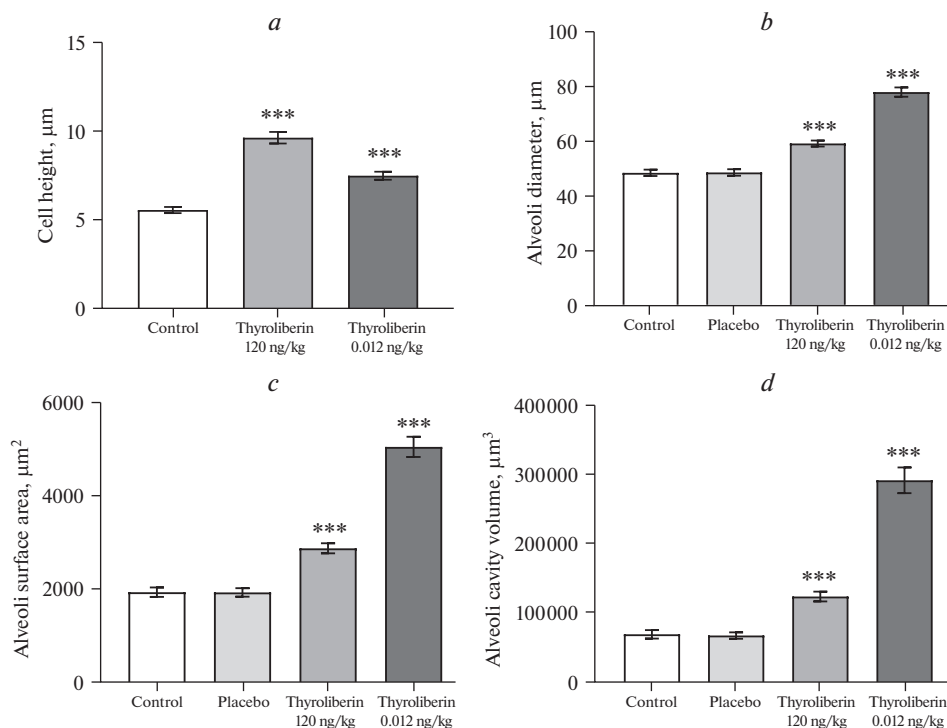 a
Cell height, μm
15
10
5
0
***
***
Control
Thyroliberin
120 ng/kg
Thyroliberin
0.012 ng/kg
b
Alveoli diameter, μm
100
80
60
40
20
0
***
***
Control
Placebo
Thyroliberin
120 ng/kg
Thyroliberin
0.012 ng/kg
c
Alveoli surface area, μm²
6000
4000
2000
0
***
***
Control
Placebo
Thyroliberin
120 ng/kg
Thyroliberin
0.012 ng/kg
d
Alveoli cavity volume, μm³
400000
300000
200000
100000
0
***
***
Control
Placebo
Thyroliberin
120 ng/kg
Thyroliberin
0.012 ng/kg